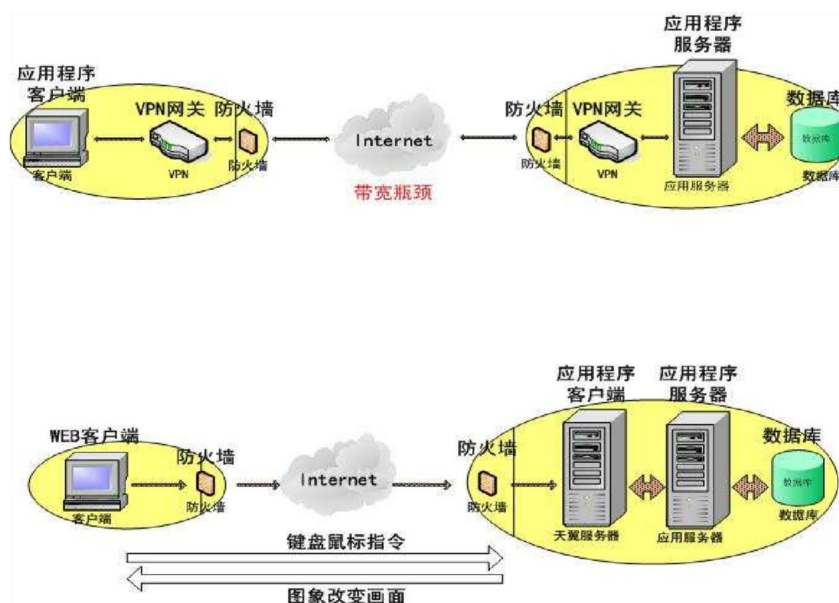 应用程序
服务器
应用程序
客户端
VPN网关
防火墙
防火墙
VPN网关
数据库
Internet
数据库
客户端
VPN
防火墙
防火墙
VPN
应用服务器
数据库
带宽瓶颈
应用程序
客户端
应用程序
服务器
WEB客户端
防火墙
防火墙
数据库
Internet
数据库
客户端
防火墙
防火墙
天翼服务器
应用服务器
数据库
键盘鼠标指令
图象改变画面